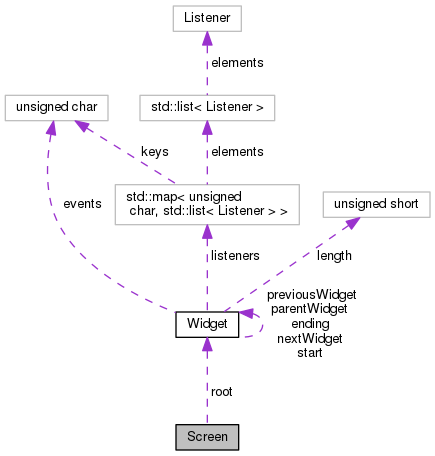 Listener
elements
std::list< Listener >
unsigned char
keys
elements
std::map< unsigned
char, std::list< Listener > >
unsigned short
events
listeners
length
previousWidget
parentWidget
ending
nextWidget
start
Widget
root
Screen